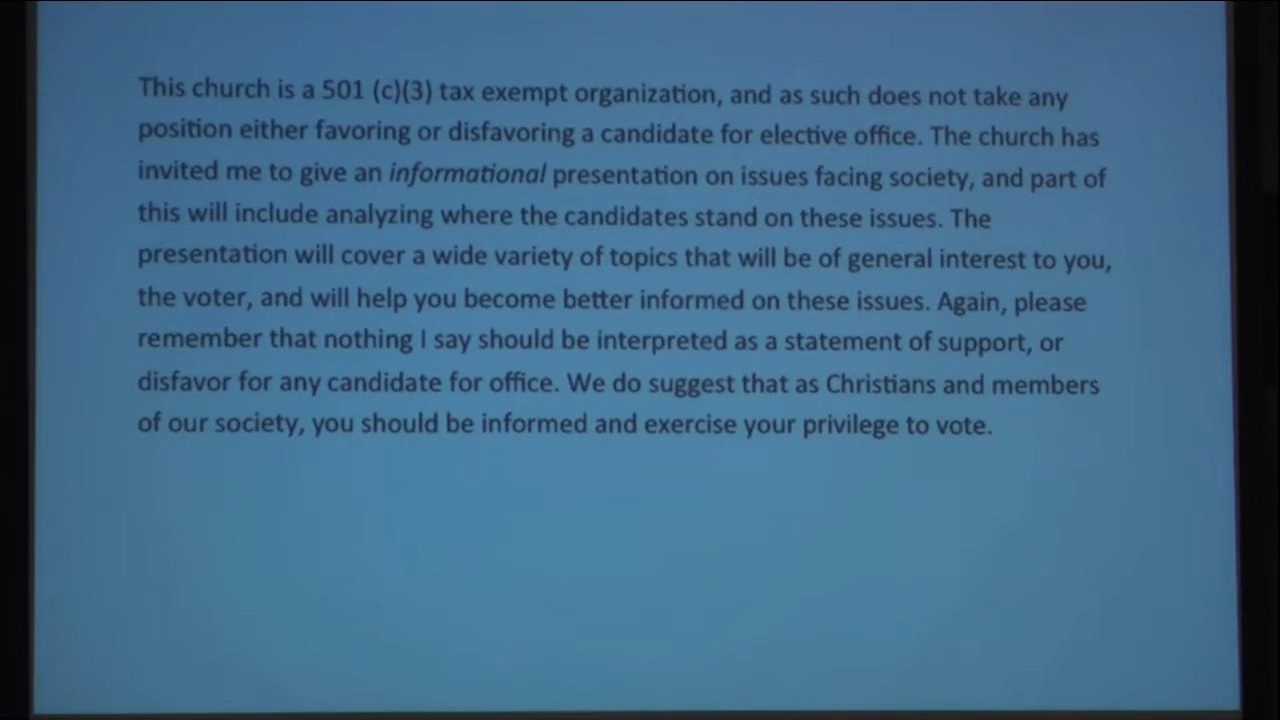 This church is a 501 (c)(3) tax exempt organization, and as such does not take any
position either favoring or disfavoring a candidate for elective office. The church has
invited me to give an informational presentation on issues facing society, and part of
this will include analyzing where the candidates stand on these issues. The
presentation will cover a wide variety of topics that will be of general interest to you,
the voter, and will help you become better informed on these issues. Again, please
remember that nothing I say should be interpreted as a statement of support, or
disfavor for any candidate for office. We do suggest that as Christians and members
of our society, you should be informed and exercise your privilege to vote.